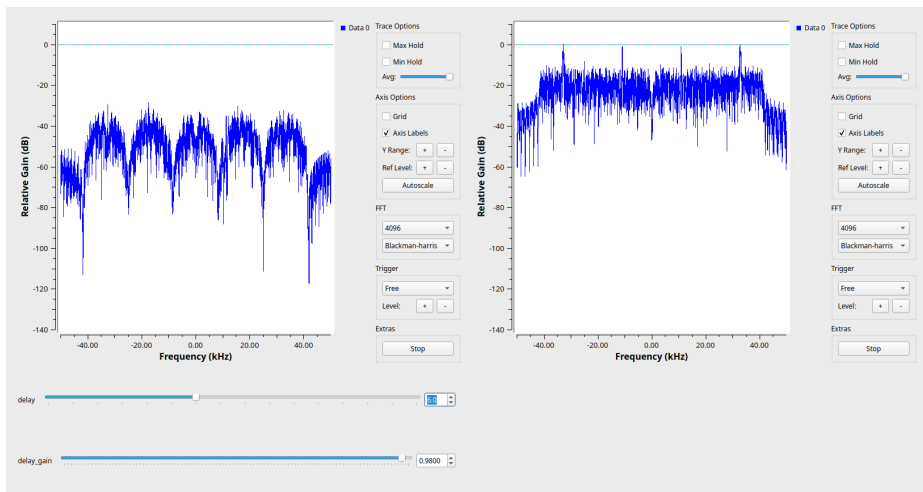 Data 0
Trace Options
Max Hold
Min Hold
Avg:
Axis Options
Grid
Axis Labels
Y Range: + -
Ref Level: + -
Autoscale
FFT
4096
Blackman-harris
Trigger
Free
Level: + -
Extras
Stop
Relative Gain (dB)
0
-20
-40
-60
-80
-100
-120
-140
-40.00 -20.00 0.00 20.00 40.00
Frequency (kHz)
Data 0
Trace Options
Max Hold
Min Hold
Avg:
Axis Options
Grid
Axis Labels
Y Range: + -
Ref Level: + -
Autoscale
FFT
4096
Blackman-harris
Trigger
Free
Level: + -
Extras
Stop
Relative Gain (dB)
0
-20
-40
-60
-80
-100
-120
-140
-40.00 -20.00 0.00 20.00 40.00
Frequency (kHz)
delay
delay_gain 0.9800